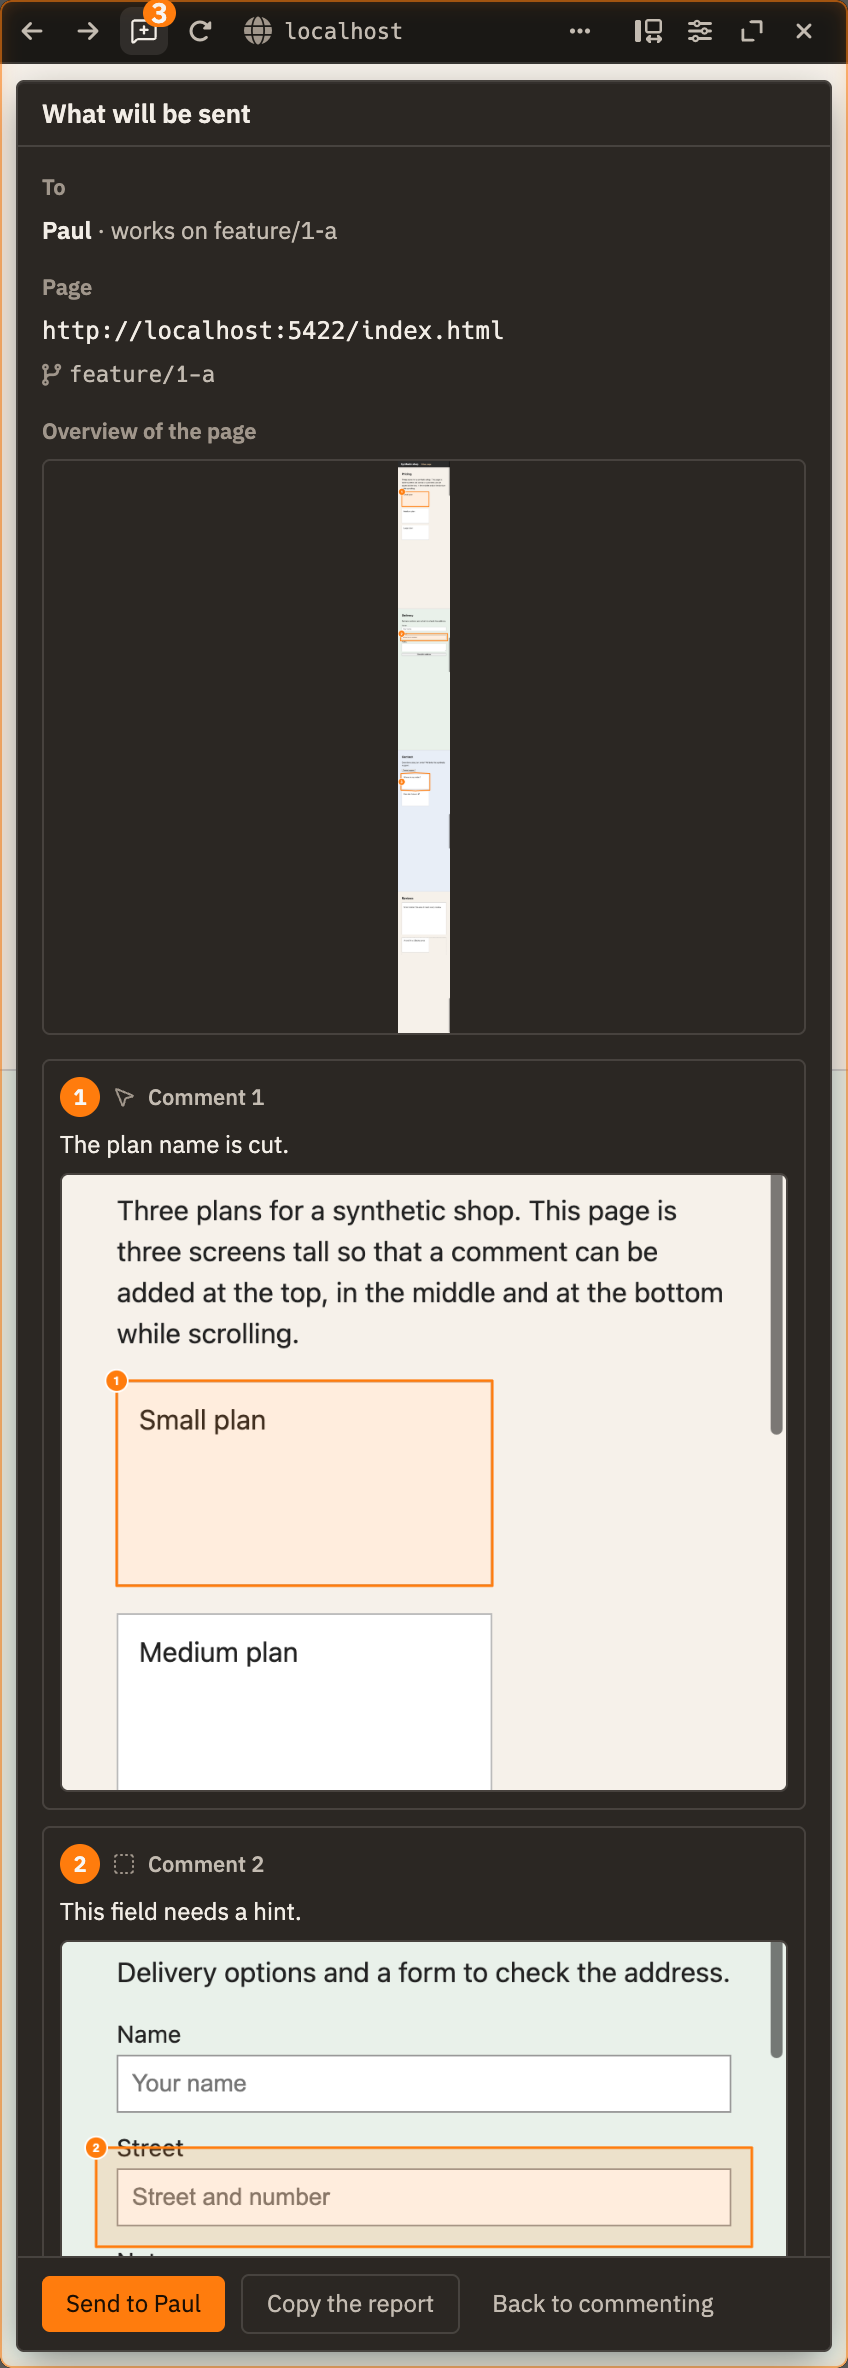 3
localhost
What will be sent
To
Paul · works on feature/1-a
Page
http://localhost:5422/index.html
feature/1-a
Overview of the page
Pricing
Delivery
Reviews
1 Comment 1
The plan name is cut.
Three plans for a synthetic shop. This page is
three screens tall so that a comment can be
added at the top, in the middle and at the bottom
while scrolling.
1
Small plan
Medium plan
2 Comment 2
This field needs a hint.
Delivery options and a form to check the address.
Name
Your name
2 Street
Street and number
Send to Paul
Copy the report
Back to commenting